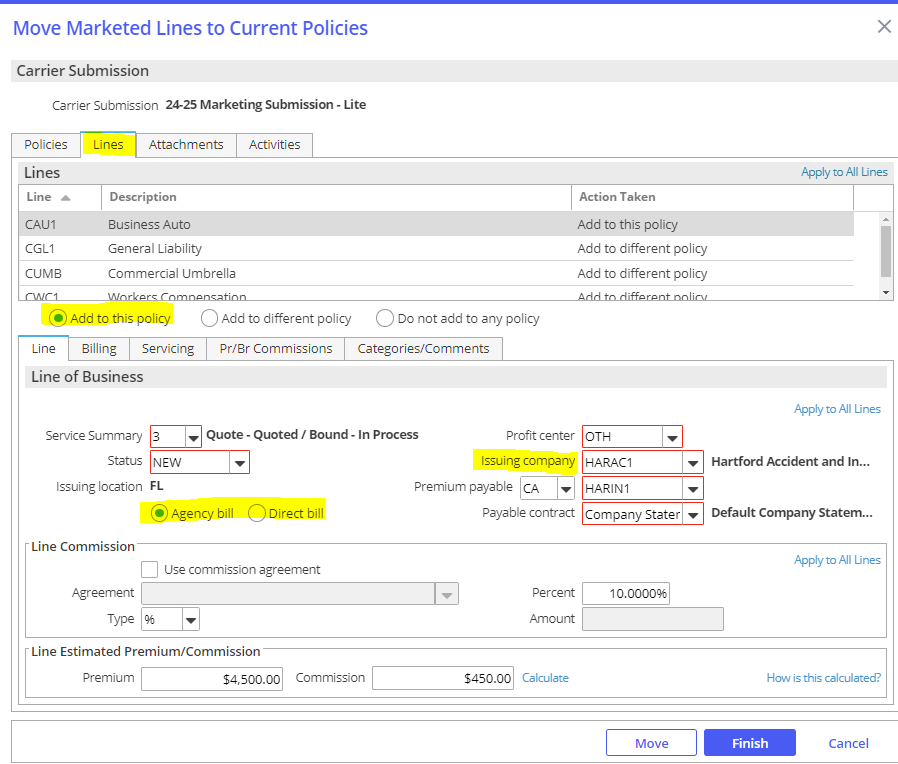 Move Marketed Lines to Current Policies
Carrier Submission
Carrier Submission 24-25 Marketing Submission - Lite
Policies Lines Attachments Activities
Lines Apply to All Lines
Line Description Action Taken
CAU1 Business Auto Add to this policy
CGL1 General Liability Add to different policy
CUMB Commercial Umbrella Add to different policy
CWC1 Workers Compensation Add to different policy
Add to this policy Add to different policy Do not add to any policy
Line Billing Servicing Pr/Br Commissions Categories/Comments
Line of Business
Apply to All Lines
Service Summary 3 Quote - Quoted / Bound - In Process Profit center OTH
Status NEW Issuing company HARAC1 Hartford Accident and In...
Issuing location FL Premium payable CA HARIN1
Agency bill Direct bill Payable contract Company Stater Default Company Statem...
Line Commission
Apply to All Lines
Use commission agreement
Agreement Percent 10.0000%
Type % Amount
Line Estimated Premium/Commission
Premium $4,500.00 Commission $450.00 Calculate How is this calculated?
Move Finish Cancel